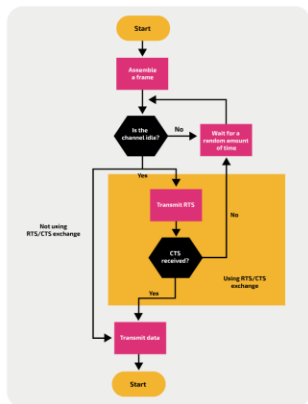 Start
Assemble
a frame
Is the
channel idle?
No
Wait for a
random amount
of time
Yes
Transmit RTS
No
Not using
RTS/CTS exchange
CTS
received?
Using RTS/CTS
exchange
Yes
Transmit data
Start